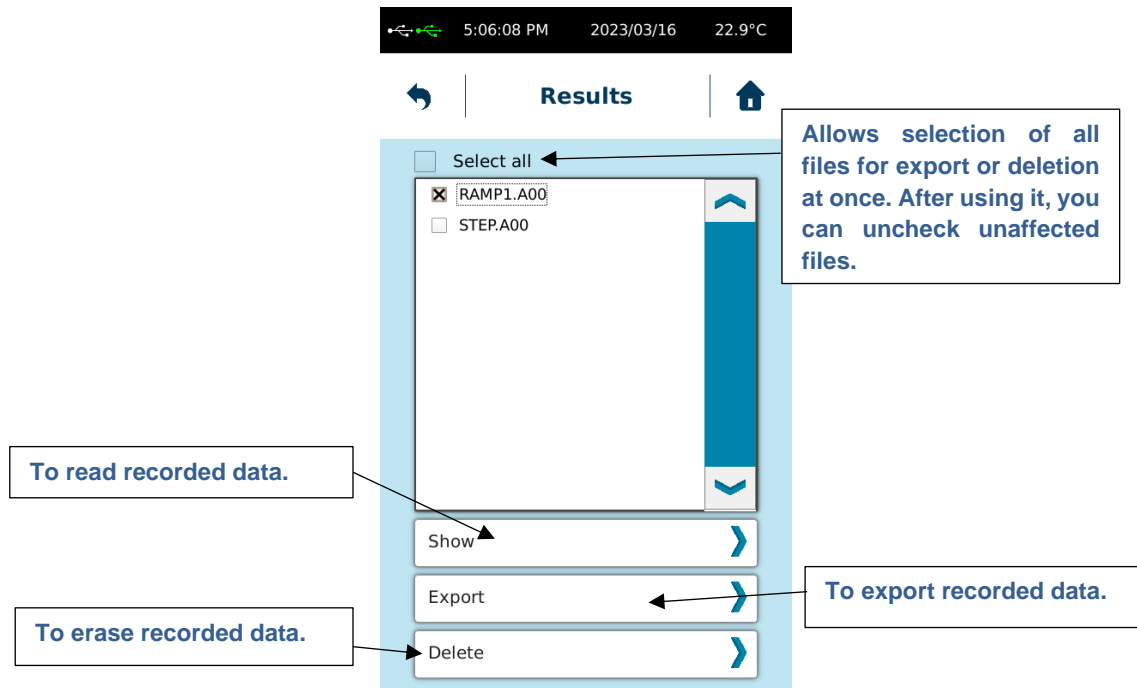 5:06:08 PM 2023/03/16 22.9°C
Results
Select all
RAMP1.A00
STEP.A00
Allows selection of all
files for export or deletion
at once. After using it, you
can uncheck unaffected
files.
To read recorded data.
Show
Export
To export recorded data.
To erase recorded data.
Delete